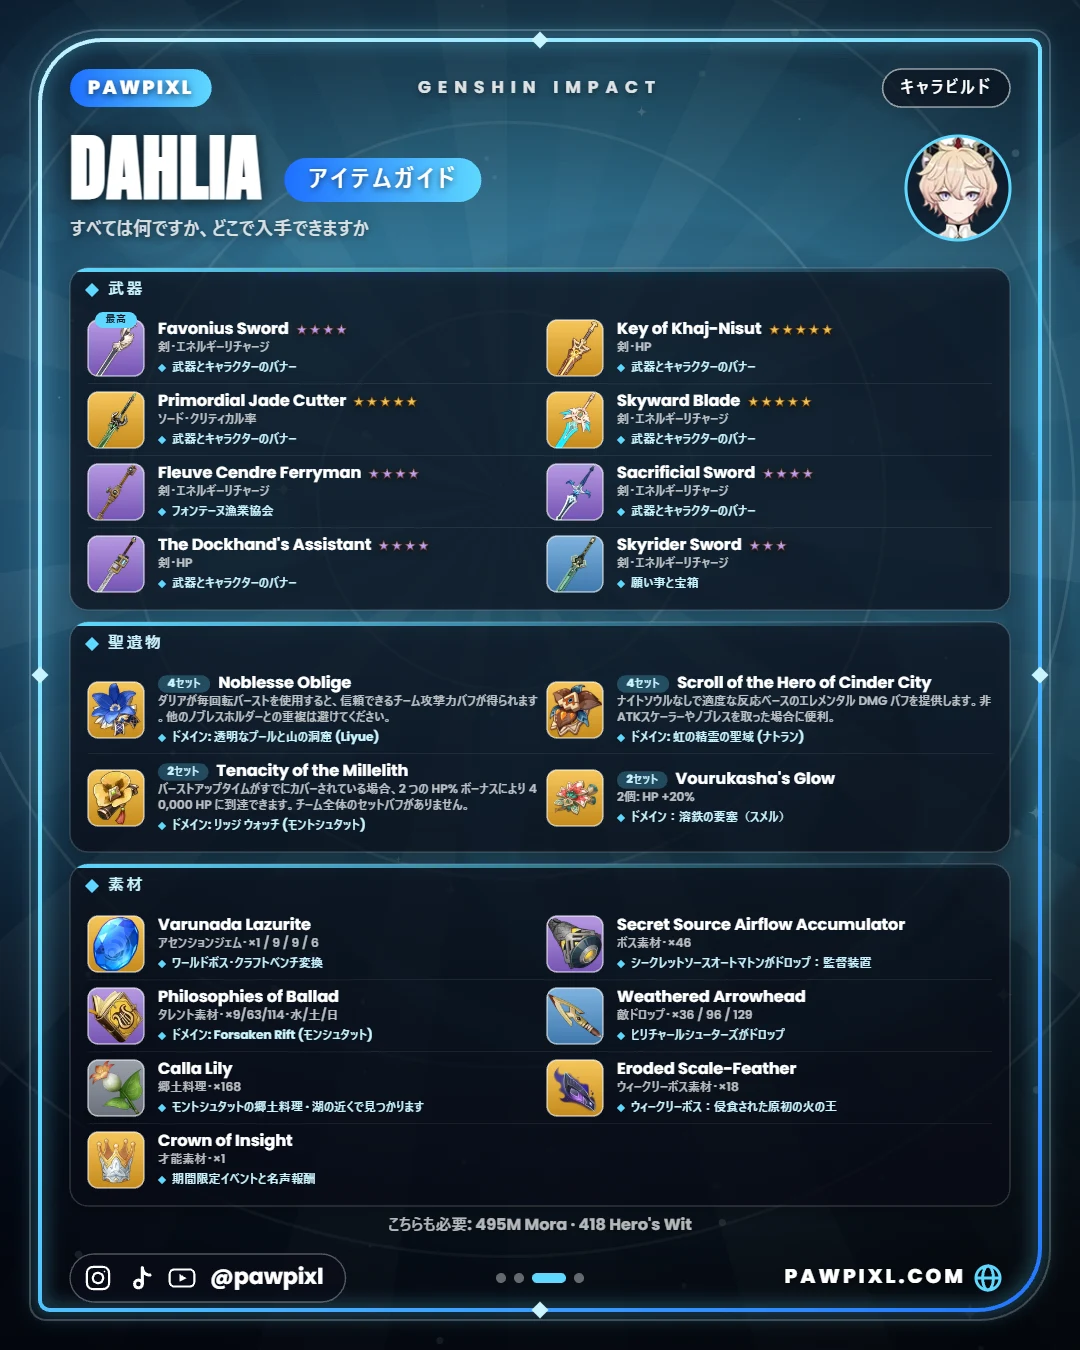 PAWPIXL
GENSHIN IMPACT
キャラビルド
DAHLIA
アイテムガイド
すべては何ですか、どこで入手できますか
武器
最高
Favonius Sword ★★★★
剣·エネルギーリチャージ
武器とキャラクターのバナー
Key of Khaj-Nisut ★★★★★
剣·HP
武器とキャラクターのバナー
Primordial Jade Cutter ★★★★★
ソード·クリティカル率
武器とキャラクターのバナー
Skyward Blade ★★★★★
剣·エネルギーリチャージ
武器とキャラクターのバナー
Fleuve Cendre Ferryman ★★★★
剣·エネルギーリチャージ
フォンテーヌ漁業協会
Sacrificial Sword ★★★★
剣·エネルギーリチャージ
武器とキャラクターのバナー
The Dockhand's Assistant ★★★★
剣·HP
武器とキャラクターのバナー
Skyrider Sword ★★★
剣·エネルギーリチャージ
願い事と宝箱
聖遺物
4セット Noblesse Oblige
ダリアが毎回転バーストを使用すると、信頼できるチーム攻撃力バフが得られます
。他のノブレスホルダーとの重複は避けてください。
ドメイン: 透明なプールと山の洞窟 (Liyue)
4セット Scroll of the Hero of Cinder City
ナイトソウルなしで適度な反応ベースのエレメンタル DMG バフを提供します。非
ATKスケーラーやノブレスを取った場合に便利。
ドメイン: 虹の精霊の聖域 (ナトラン)
2セット Tenacity of the Millelith
バーストアップタイムがすでにカバーされている場合、2 つの HP% ボーナスにより 4
0,000 HP に到達できます。チーム全体のセットバフがありません。
ドメイン: リッジ ウォッチ (モントシュタット)
2セット Vourukasha's Glow
2個: HP +20%
ドメイン：溶鉄の要塞（スメル）
素材
Varunada Lazurite
アセンションジェム·×1 / 9 / 9 / 6
ワールドボス·クラフトベンチ変換
Secret Source Airflow Accumulator
ボス素材·×46
シークレットソースオートマトンがドロップ：監督装置
Philosophies of Ballad
タレント素材·×9/63/114·水/土/日
ドメイン: Forsaken Rift (モンシュタット)
Weathered Arrowhead
敵ドロップ·×36 / 96 / 129
ヒリチャールシューターズがドロップ
Calla Lily
郷土料理·×168
モントシュタットの郷土料理 - 湖の近くで見つかります
Eroded Scale-Feather
ウィークリーボス素材·×18
ウィークリーボス：侵食された原初の火の王
Crown of Insight
才能素材·×1
期間限定イベントと名声報酬
こちらも必要: 495M Mora · 418 Hero's Wit
@pawpixl
PAWPIXL.COM